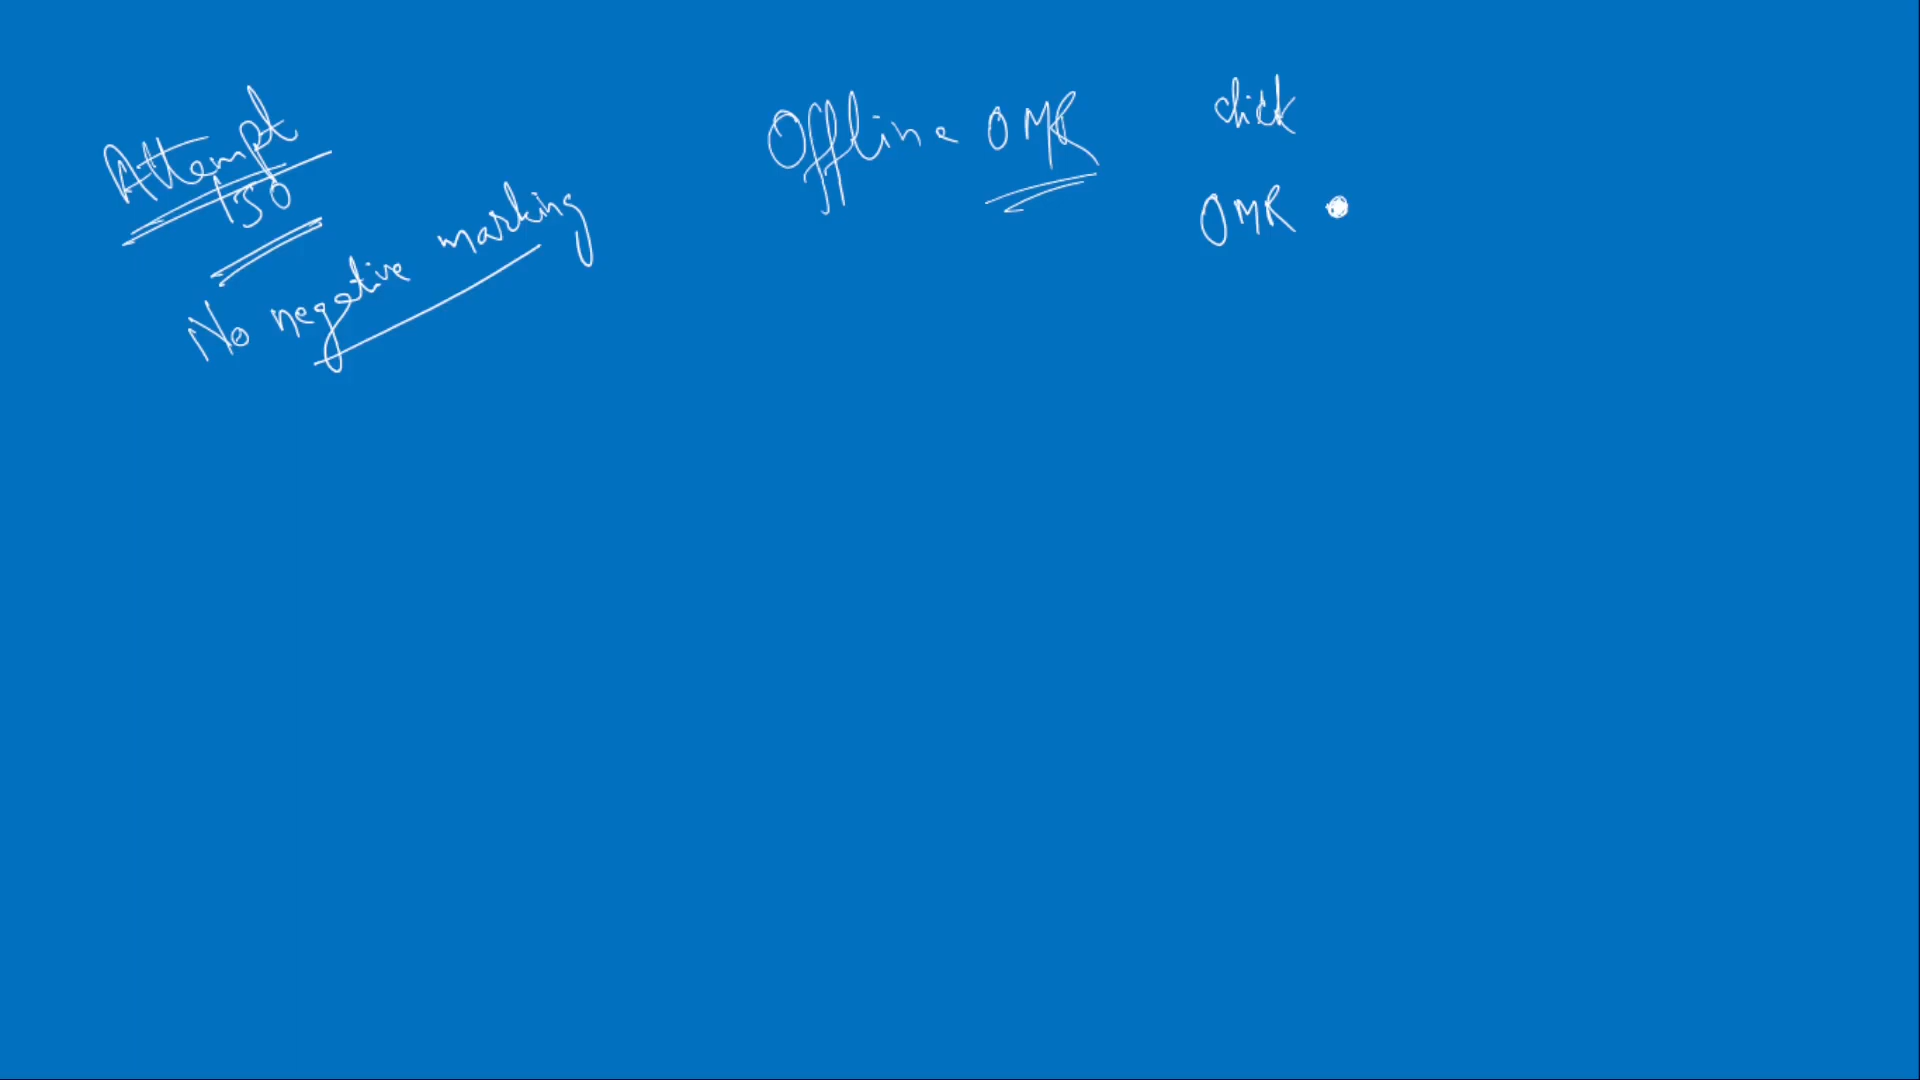 Attempt
150
No negative marking
Offline OMR
click
OMR